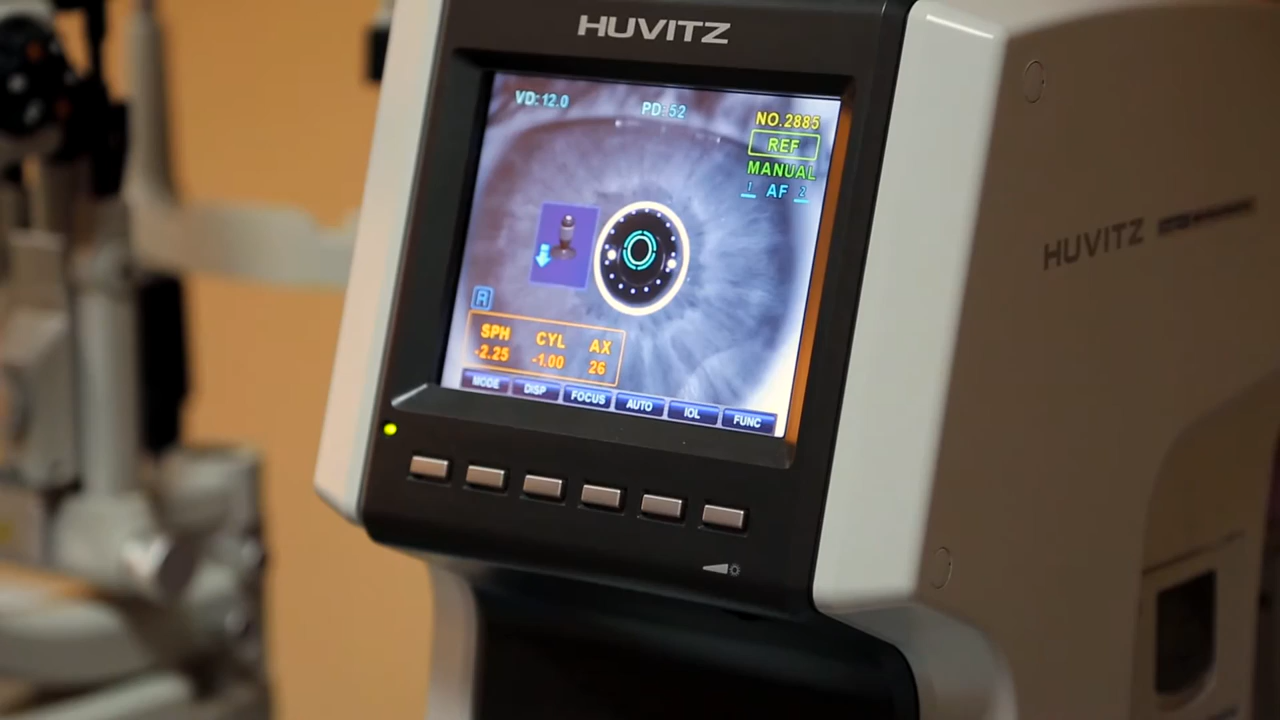 HUVITZ
VD:12.0 PD:52
NO.2885
REF
MANUAL
1 AF 2
R
SPH CYL AX
-2.25 -1.00 26
MODE DISP FOCUS AUTO IOL FUNC
HUVITZ